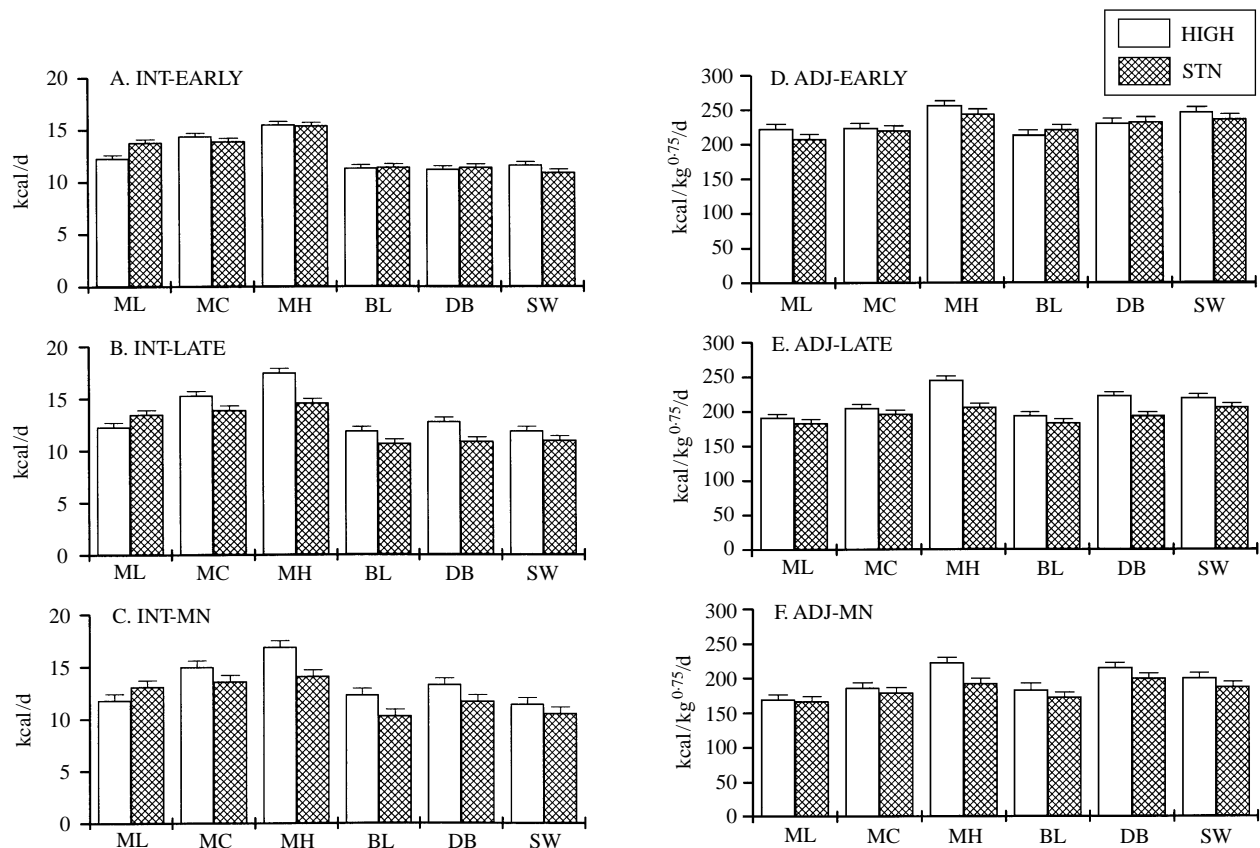 HIGH
STN
A. INT-EARLY
20
15
10
5
0
kcal/d
ML MC MH BL DB SW
D. ADJ-EARLY
300
250
200
150
100
50
0
kcal/kg0·75/d
ML MC MH BL DB SW
B. INT-LATE
20
15
10
5
0
kcal/d
ML MC MH BL DB SW
E. ADJ-LATE
300
250
200
150
100
50
0
kcal/kg0·75/d
ML MC MH BL DB SW
C. INT-MN
20
15
10
5
0
kcal/d
ML MC MH BL DB SW
F. ADJ-MN
300
250
200
150
100
50
0
kcal/kg0·75/d
ML MC MH BL DB SW